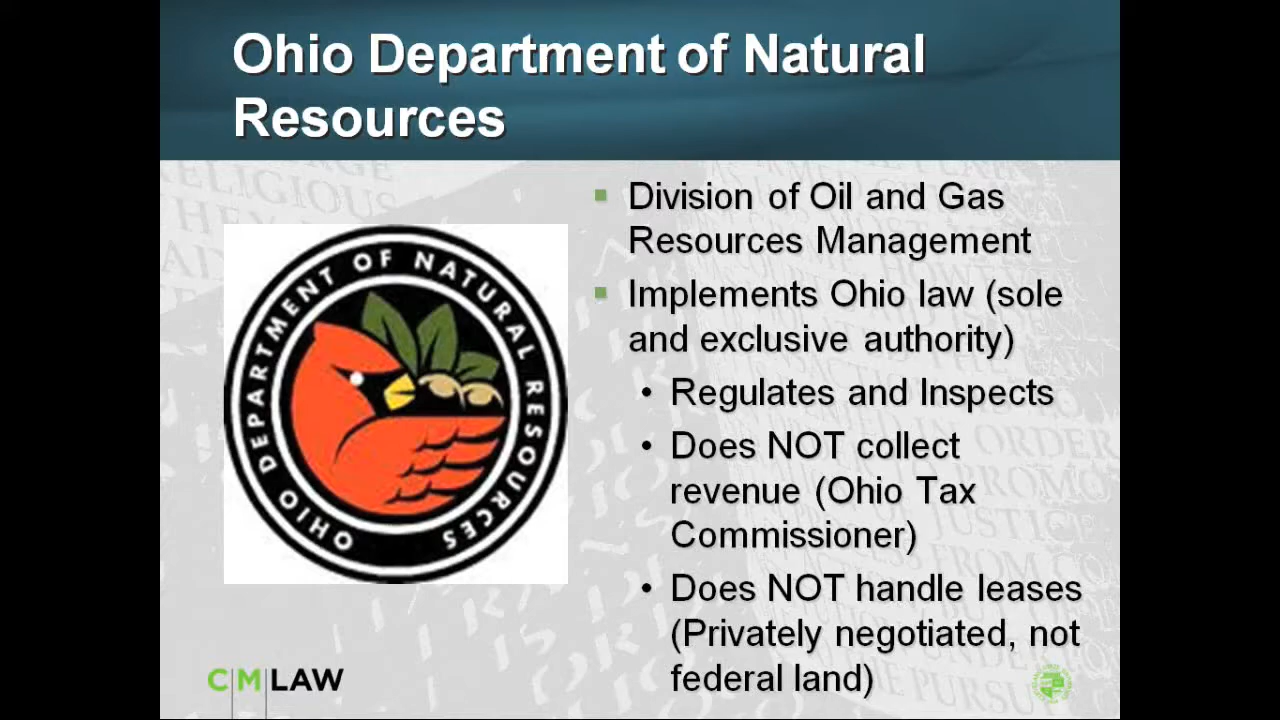 Ohio Department of Natural
Resources
Division of Oil and Gas
Resources Management
Implements Ohio law (sole
and exclusive authority)
• Regulates and Inspects
• Does NOT collect
revenue (Ohio Tax
Commissioner)
• Does NOT handle leases
(Privately negotiated, not
federal land)
OHIO DEPARTMENT OF NATURAL RESOURCES
C|M|LAW